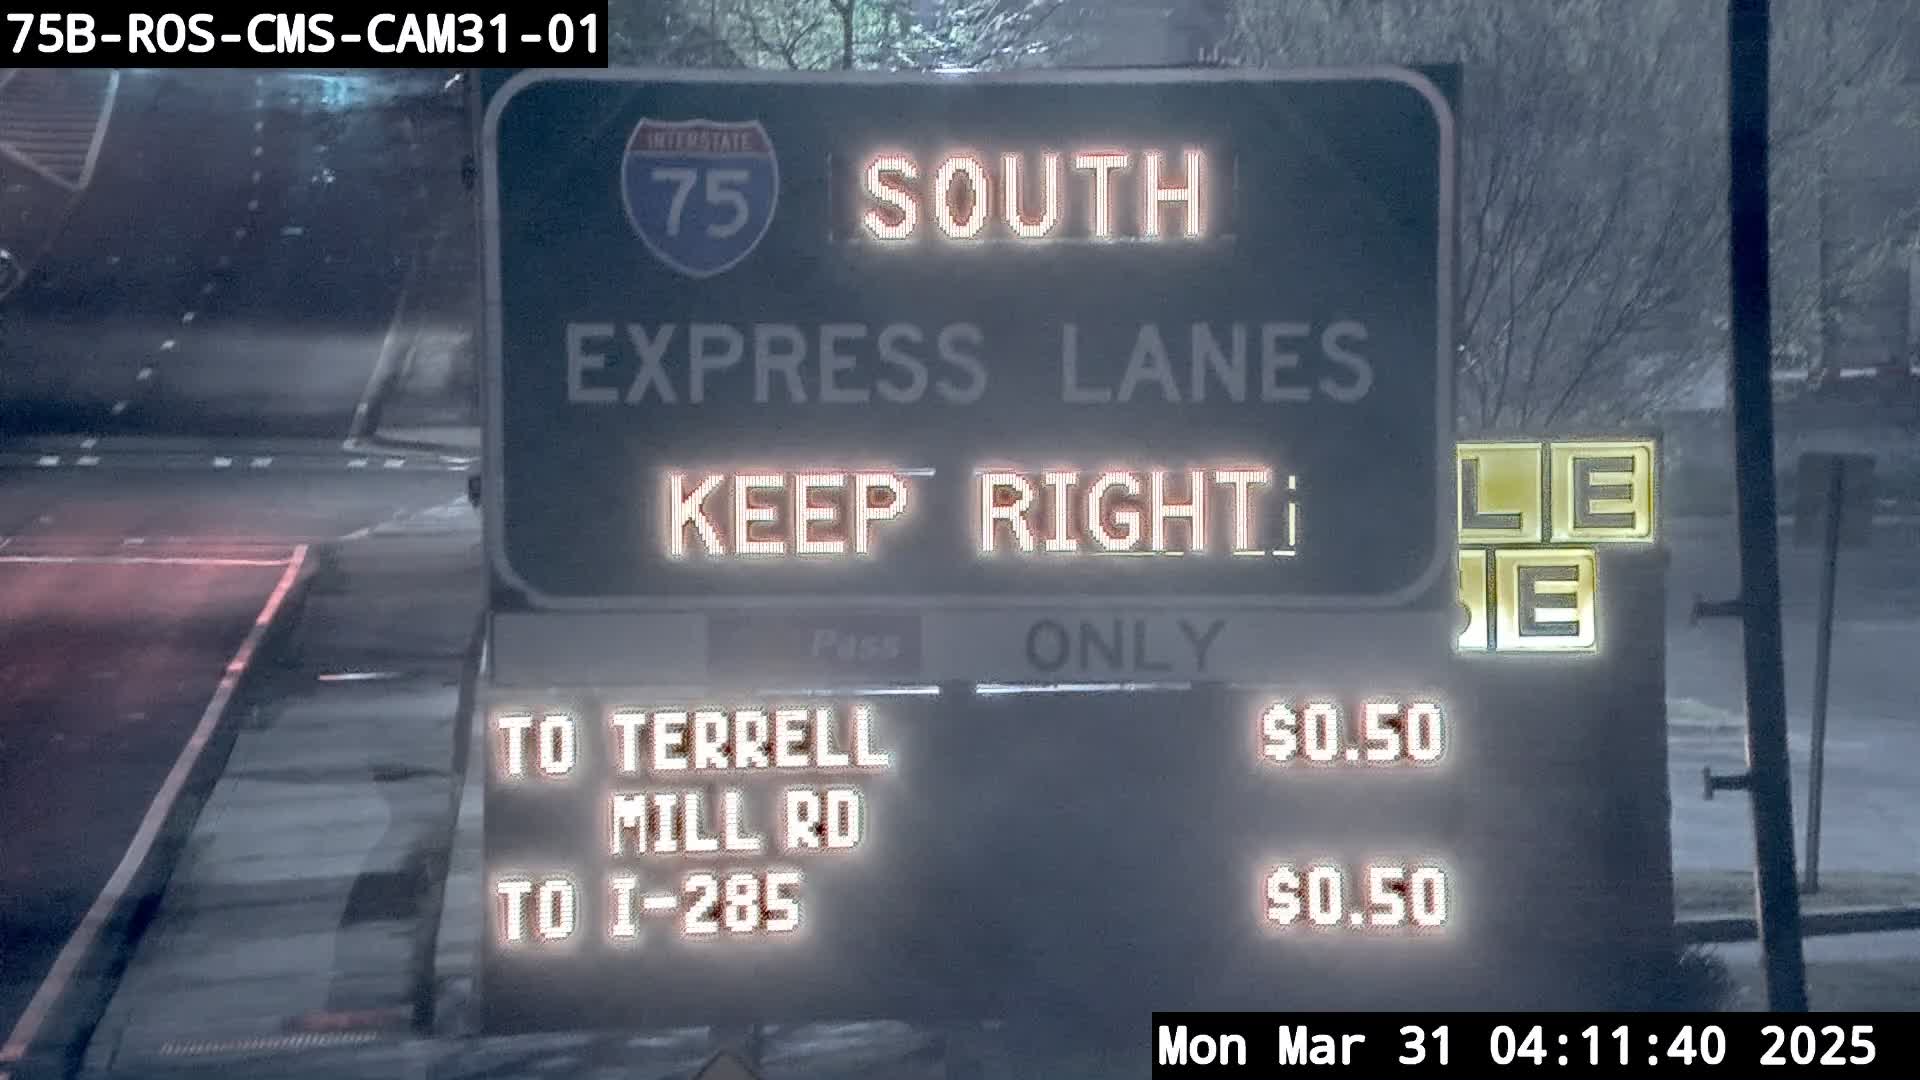 75B-ROS-CMS-CAM31-01
INTERSTATE
75
SOUTH
EXPRESS LANES
KEEP RIGHT
LE
E
Pass ONLY
TO TERRELL $0.50
MILL RD
TO I-285 $0.50
Mon Mar 31 04:11:40 2025